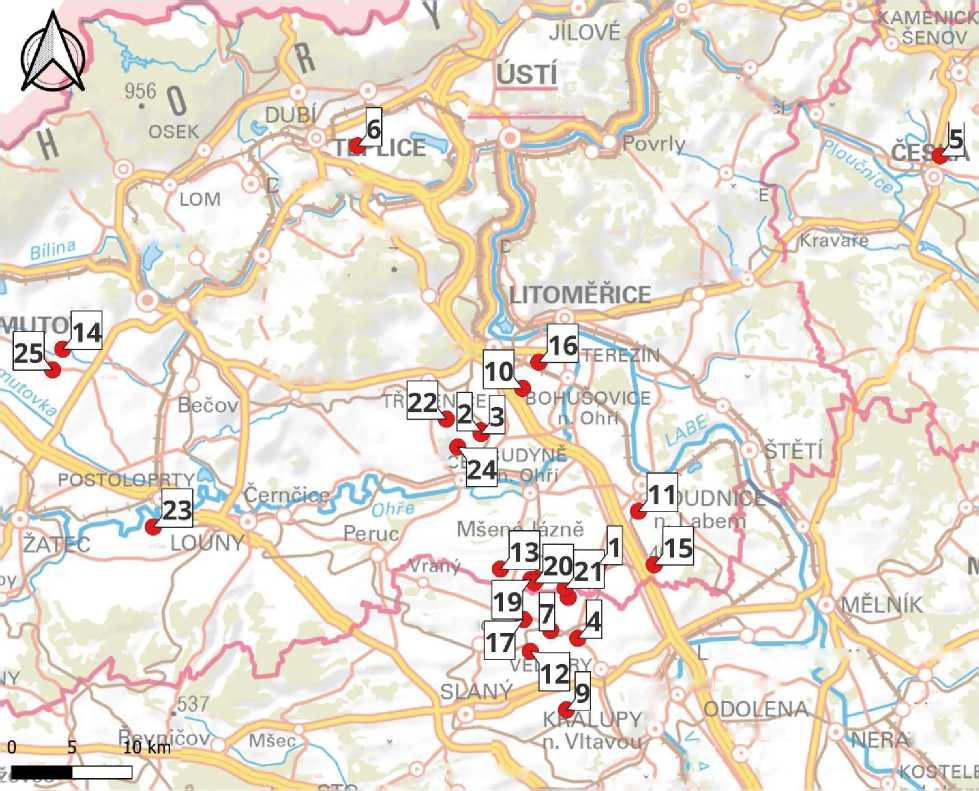 KAMENICK
ŠENOV
JÍLOVÉ
R
Y
ÚSTÍ
956
O
H
OSEK
DUBÍ
6
TEPLICE
Povrly
5
ČESKÁ
Ploučnice
LOM
E
Kravaře
Bílina
LITOMĚŘICE
MUTO
14
25
16
TEREZÍN
10
BOHUŠOVICE
n. Ohří
Bečov
22
2
3
LABE
ŠTĚTÍ
BUDYNĚ
n. Ohří
24
POSTOLOPRTY
Černčice
23
Ohře
11
OUDNICE
n. Labem
ŽATEC
LOUNY
Peruc
Mšené lázně
1
15
13
20
21
Vraný
19
7
4
17
MĚLNÍK
12
SLANÝ
9
537
KRALUPY
n. Vltavou
ODOLENA
Řevničov
Mšec
NERA
0 5 10 km
KOSTELE